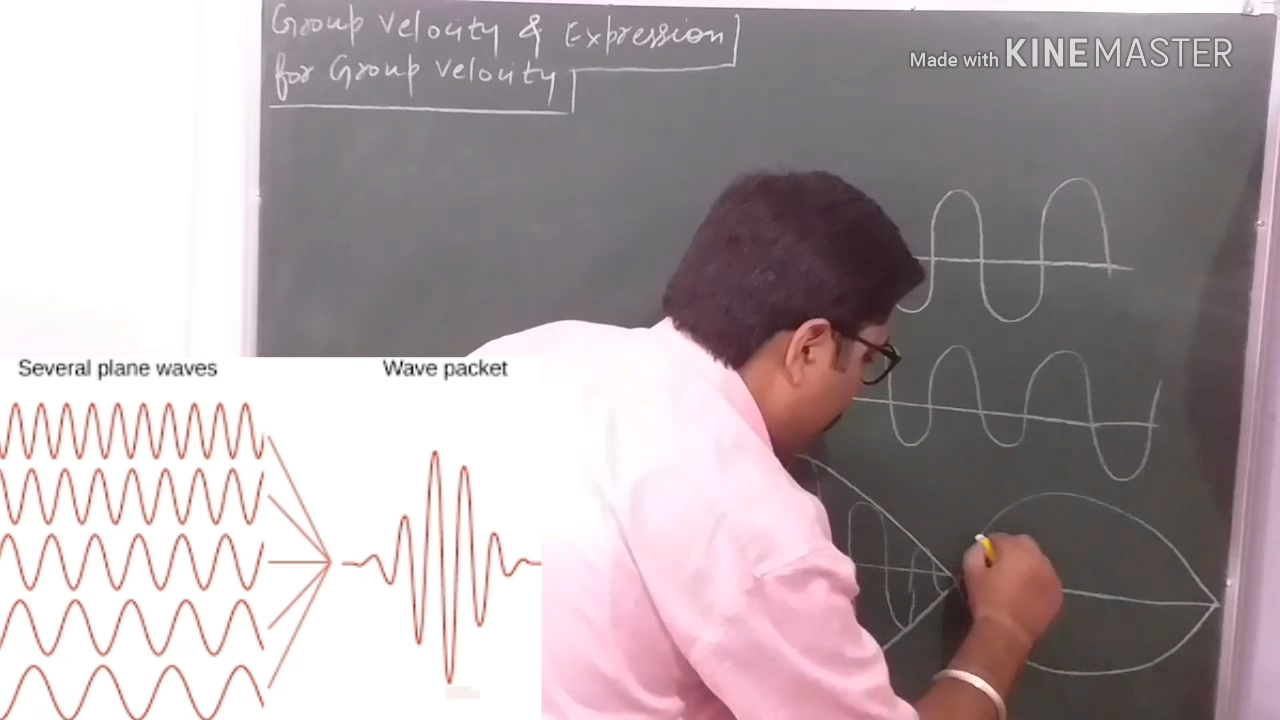 Group Velocity & Expression
for Group Velocity
Made with KINEMASTER
Several plane waves
Wave packet